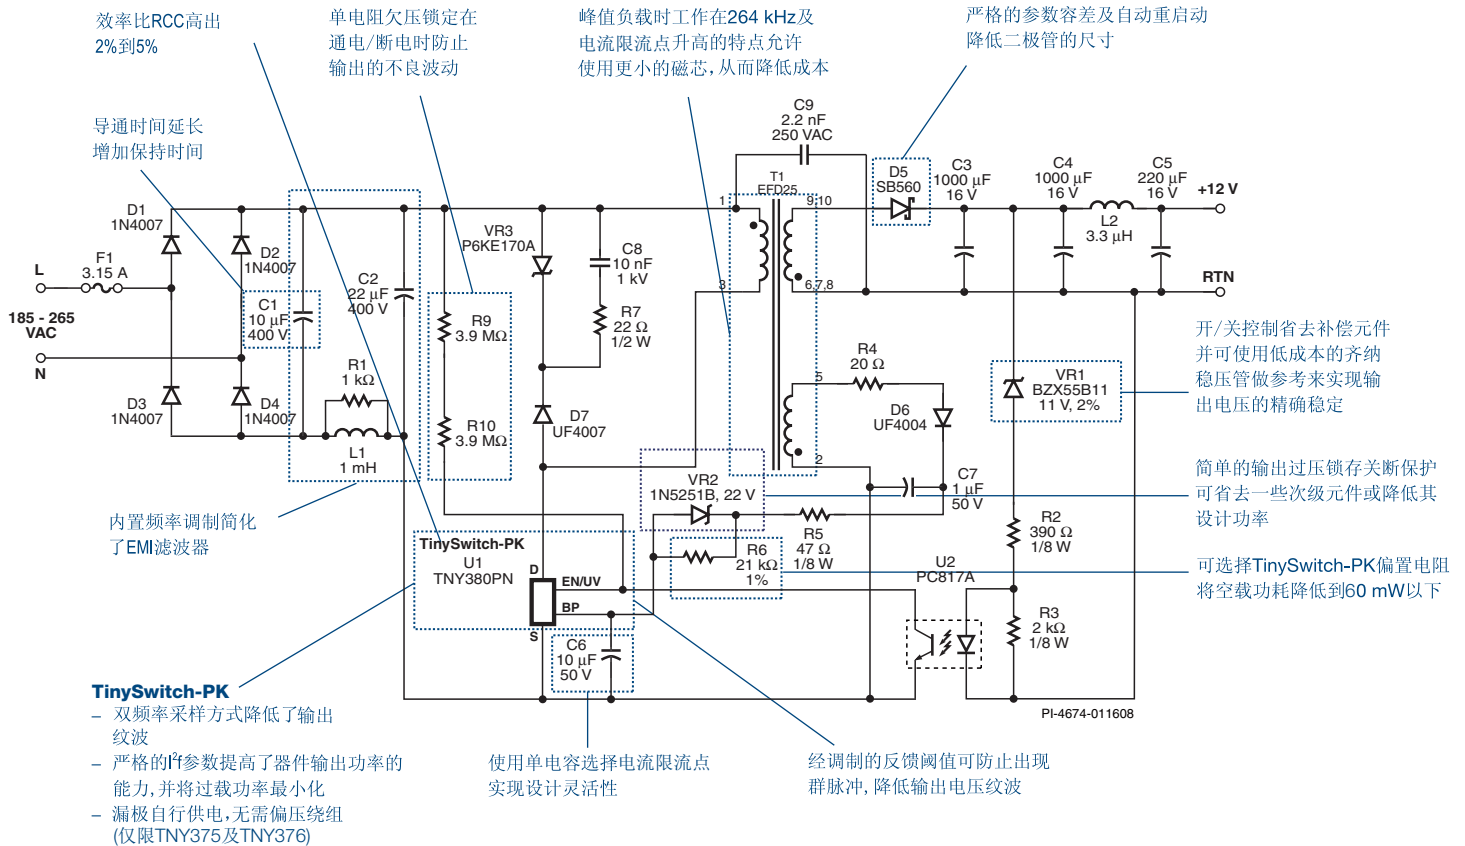 效率比RCC高出
2%到5%
单电阻欠压锁定在
通电/断电时防止
输出的不良波动
峰值负载时工作在264 kHz及
电流限流点升高的特点允许
使用更小的磁芯,从而降低成本
严格的参数容差及自动重启动
降低二极管的尺寸
导通时间延长
增加保持时间
C9
2.2 nF
250 VAC
D5
SB560
C3
1000 µF
16 V
C4
1000 µF
16 V
C5
220 µF
16 V
+12 V
T1
EFD25
1
9,10
D1
1N4007
D2
1N4007
VR3
P6KE170A
C8
10 nF
1 kV
L2
3.3 µH
F1
3.15 A
L
C2
22 µF
400 V
3
6,7,8
RTN
185 - 265
VAC
N
C1
10 µF
400 V
R9
3.9 MΩ
R7
22 Ω
1/2 W
R1
1 kΩ
R4
20 Ω
5
VR1
BZX55B11
11 V, 2%
开/关控制省去补偿元件
并可使用低成本的齐纳
稳压管做参考来实现输
出电压的精确稳定
D3
1N4007
D4
1N4007
R10
3.9 MΩ
D7
UF4007
D6
UF4004
L1
1 mH
2
VR2
1N5251B, 22 V
C7
1 µF
50 V
简单的输出过压锁存关断保护
可省去一些次级元件或降低其
设计功率
内置频率调制简化
了EMI滤波器
R2
390 Ω
1/8 W
R5
47 Ω
1/8 W
R6
21 kΩ
1%
TinySwitch-PK
U1
TNY380PN
D
EN/UV
BP
S
U2
PC817A
可选择TinySwitch-PK偏置电阻
将空载功耗降低到60 mW以下
R3
2 kΩ
1/8 W
C6
10 µF
50 V
PI-4674-011608
TinySwitch-PK
– 双频率采样方式降低了输出
纹波
– 严格的I²f参数提高了器件输出功率的
能力,并将过载功率最小化
– 漏极自行供电,无需偏压绕组
(仅限TNY375及TNY376)
使用单电容选择电流限流点
实现设计灵活性
经调制的反馈阈值可防止出现
群脉冲,降低输出电压纹波